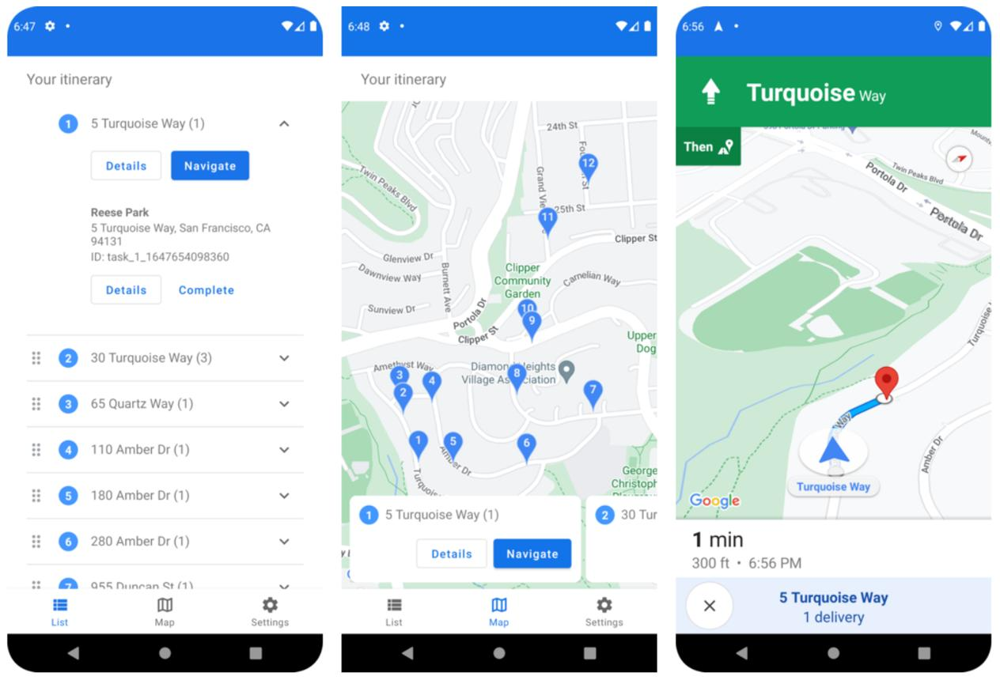 6:47
Your itinerary
1 5 Turquoise Way (1)
Details Navigate
Reese Park
5 Turquoise Way, San Francisco, CA
94131
ID: task_1_1647654098360
Details Complete
2 30 Turquoise Way (3)
3 65 Quartz Way (1)
4 110 Amber Dr (1)
5 180 Amber Dr (1)
6 280 Amber Dr (1)
7 955 Duncan St (1)
List Map Settings
6:48
Your itinerary
24th St
12
Twin Peaks Blvd
Grand
25th St
11
Clipper St
Glenview Dr
Clipper
Community
Garden
Dawnview Way
Burnett Ave
Carnelian Way
Sunview Dr
Portola Dr
10
9
Clipper St
Upper
Dog
Amethyst Way
Village
8
3
4
2
7
1
5
6
Amber Dr
George
Christoph
1 5 Turquoise Way (1)
2 30 Tur
Details Navigate
List Map Settings
6:56
Turquoise Way
Then
Twin Peaks Blvd
Portola Dr
Portola Dr
Turquoise
Way
Amber Dr
Turquoise Way
Google
1 min
300 ft • 6:56 PM
5 Turquoise Way
1 delivery